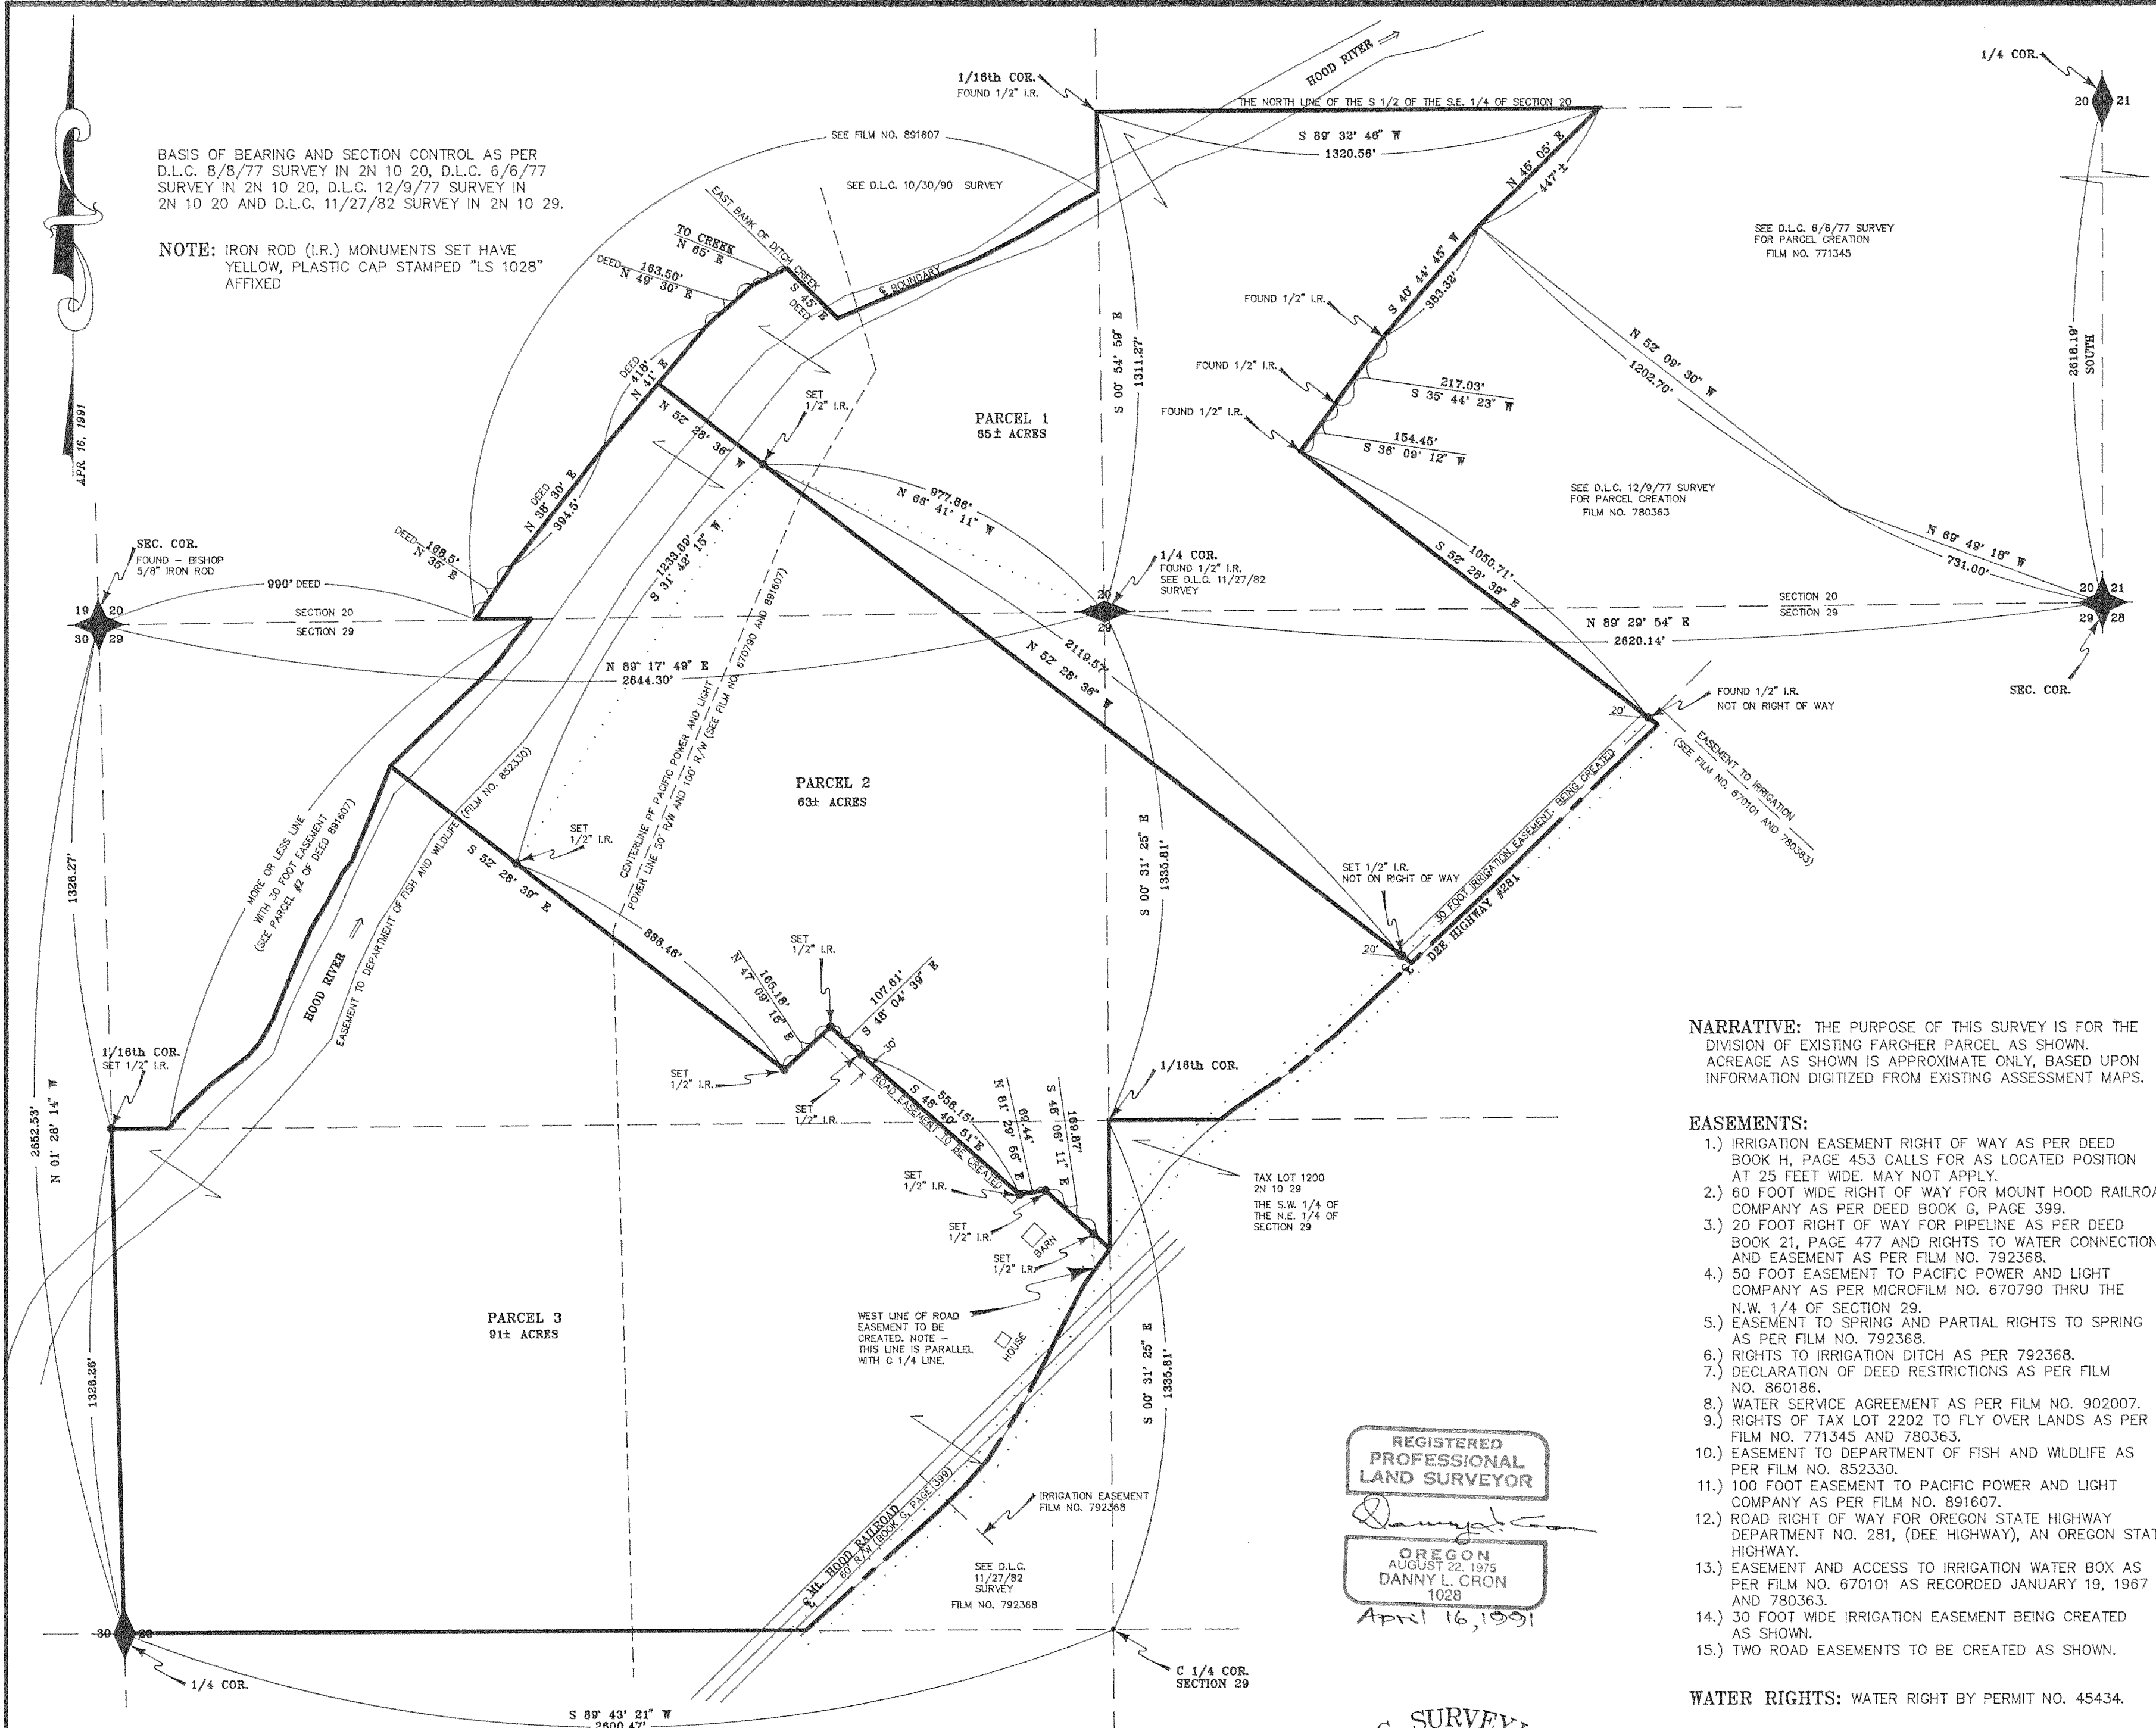 1/4 COR.
20 21
1/16th COR.
FOUND 1/2" I.R.
HOOD RIVER
THE NORTH LINE OF THE S 1/2 OF THE S.E. 1/4 OF SECTION 20
S 89° 32' 46" W
1320.56'
N 45° 05' E
447'±
SEE FILM NO. 891607
SEE D.L.C. 10/30/90 SURVEY
BASIS OF BEARING AND SECTION CONTROL AS PER
D.L.C. 8/8/77 SURVEY IN 2N 10 20, D.L.C. 6/6/77
SURVEY IN 2N 10 20, D.L.C. 12/9/77 SURVEY IN
2N 10 20 AND D.L.C. 11/27/82 SURVEY IN 2N 10 29.
NOTE: IRON ROD (I.R.) MONUMENTS SET HAVE
YELLOW, PLASTIC CAP STAMPED "LS 1028"
AFFIXED
APR. 16, 1991
EAST BANK OF DITCH CREEK
TO CREEK
N 65° E
DEED 163.50'
N 49° 30' E
S 45° E
DEED
℄ BOUNDARY
DEED
418'
N 41° E
DEED
N 38° 30' E
394.5'
DEED 168.5'
N 35° E
N 52° 28' 36" W
SET
1/2" I.R.
PARCEL 1
65± ACRES
S 00° 54' 59" E
1311.27'
SEE D.L.C. 6/6/77 SURVEY
FOR PARCEL CREATION
FILM NO. 771345
S 40° 44' 45" W
383.32'
FOUND 1/2" I.R.
FOUND 1/2" I.R.
217.03'
S 35° 44' 23" W
FOUND 1/2" I.R.
154.45'
S 36° 09' 12" W
N 52° 09' 30" W
1202.70'
2618.19'
SOUTH
SEE D.L.C. 12/9/77 SURVEY
FOR PARCEL CREATION
FILM NO. 780363
N 69° 49' 18" W
731.00'
1050.71'
S 52° 28' 39" E
977.86'
N 66° 41' 11" W
1233.89'
S 31° 42' 15" W
SEC. COR.
FOUND - BISHOP
5/8" IRON ROD
990' DEED
19 20
30 29
SECTION 20
SECTION 29
1/4 COR.
FOUND 1/2" I.R.
SEE D.L.C. 11/27/82
SURVEY
20
29
SECTION 20
SECTION 29
20 21
29 28
N 89° 29' 54" E
2620.14'
SEC. COR.
N 89° 17' 49" E
2644.30'
2119.57'
N 52° 28' 36" W
FOUND 1/2" I.R.
NOT ON RIGHT OF WAY
20'
EASEMENT TO IRRIGATION
(SEE FILM NO. 670101 AND 780363)
CENTERLINE PF PACIFIC POWER AND LIGHT
POWER LINE 50' R/W AND 100' R/W (SEE FILM NO. 670790 AND 891607)
PARCEL 2
63± ACRES
30 FOOT IRRIGATION EASEMENT BEING CREATED
℄ DEE HIGHWAY #281
SET 1/2" I.R.
NOT ON RIGHT OF WAY
20'
MORE OR LESS LINE
WITH 30 FOOT EASEMENT
(SEE PARCEL #2 OF DEED 891607)
HOOD RIVER
EASEMENT TO DEPARTMENT OF FISH AND WILDLIFE (FILM NO. 852330)
SET
1/2" I.R.
S 52° 28' 39" E
888.46'
S 00° 31' 25" E
1335.81'
1326.27'
2652.53'
N 01° 28' 14" W
1/16th COR.
SET 1/2" I.R.
1326.26'
SET
1/2" I.R.
165.18'
N 47° 09' 16" E
107.61'
S 48° 04' 39" E
30'
SET
1/2" I.R.
SET
1/2" I.R.
556.15'
S 48° 40' 51" E
ROAD EASEMENT TO BE CREATED
69.44'
N 81° 29' 56" E
169.87'
S 48° 06' 11" E
1/16th COR.
SET
1/2" I.R.
SET
1/2" I.R.
BARN
SET
1/2" I.R.
TAX LOT 1200
2N 10 29
THE S.W. 1/4 OF
THE N.E. 1/4 OF
SECTION 29
PARCEL 3
91± ACRES
WEST LINE OF ROAD
EASEMENT TO BE
CREATED. NOTE -
THIS LINE IS PARALLEL
WITH C 1/4 LINE.
HOUSE
S 00° 31' 25" E
1335.81'
IRRIGATION EASEMENT
FILM NO. 792368
℄ Mt. HOOD RAILROAD
60' R/W (BOOK G, PAGE 399)
SEE D.L.C.
11/27/82
SURVEY
FILM NO. 792368
30 29
1/4 COR.
C 1/4 COR.
SECTION 29
S 89° 43' 21" W
2600.47'
NARRATIVE: THE PURPOSE OF THIS SURVEY IS FOR THE
DIVISION OF EXISTING FARGHER PARCEL AS SHOWN.
ACREAGE AS SHOWN IS APPROXIMATE ONLY, BASED UPON
INFORMATION DIGITIZED FROM EXISTING ASSESSMENT MAPS.
EASEMENTS:
1.) IRRIGATION EASEMENT RIGHT OF WAY AS PER DEED
BOOK H, PAGE 453 CALLS FOR AS LOCATED POSITION
AT 25 FEET WIDE. MAY NOT APPLY.
2.) 60 FOOT WIDE RIGHT OF WAY FOR MOUNT HOOD RAILROA
COMPANY AS PER DEED BOOK G, PAGE 399.
3.) 20 FOOT RIGHT OF WAY FOR PIPELINE AS PER DEED
BOOK 21, PAGE 477 AND RIGHTS TO WATER CONNECTION
AND EASEMENT AS PER FILM NO. 792368.
4.) 50 FOOT EASEMENT TO PACIFIC POWER AND LIGHT
COMPANY AS PER MICROFILM NO. 670790 THRU THE
N.W. 1/4 OF SECTION 29.
5.) EASEMENT TO SPRING AND PARTIAL RIGHTS TO SPRING
AS PER FILM NO. 792368.
6.) RIGHTS TO IRRIGATION DITCH AS PER 792368.
7.) DECLARATION OF DEED RESTRICTIONS AS PER FILM
NO. 860186.
8.) WATER SERVICE AGREEMENT AS PER FILM NO. 902007.
9.) RIGHTS OF TAX LOT 2202 TO FLY OVER LANDS AS PER
FILM NO. 771345 AND 780363.
10.) EASEMENT TO DEPARTMENT OF FISH AND WILDLIFE AS
PER FILM NO. 852330.
11.) 100 FOOT EASEMENT TO PACIFIC POWER AND LIGHT
COMPANY AS PER FILM NO. 891607.
12.) ROAD RIGHT OF WAY FOR OREGON STATE HIGHWAY
DEPARTMENT NO. 281, (DEE HIGHWAY), AN OREGON STAT
HIGHWAY.
13.) EASEMENT AND ACCESS TO IRRIGATION WATER BOX AS
PER FILM NO. 670101 AS RECORDED JANUARY 19, 1967
AND 780363.
14.) 30 FOOT WIDE IRRIGATION EASEMENT BEING CREATED
AS SHOWN.
15.) TWO ROAD EASEMENTS TO BE CREATED AS SHOWN.
WATER RIGHTS: WATER RIGHT BY PERMIT NO. 45434.
REGISTERED
PROFESSIONAL
LAND SURVEYOR
Danny L. Cron
OREGON
AUGUST 22, 1975
DANNY L. CRON
1028
April 16, 1991